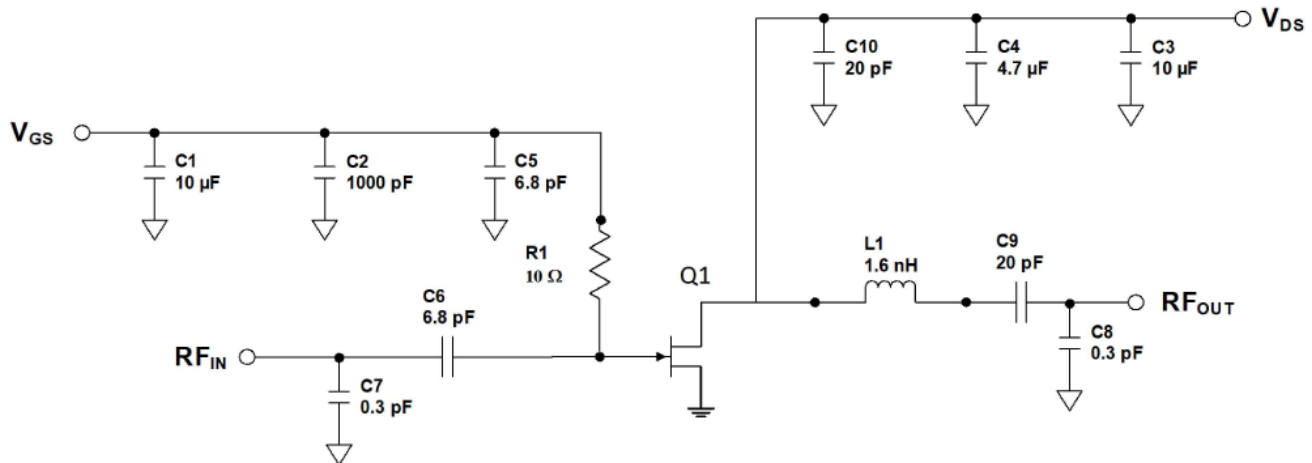 V_DS
C10
20 pF
C4
4.7 µF
C3
10 µF
V_GS
C1
10 µF
C2
1000 pF
C5
6.8 pF
R1
10 Ω
Q1
L1
1.6 nH
C9
20 pF
C6
6.8 pF
RF_OUT
C8
0.3 pF
RF_IN
C7
0.3 pF